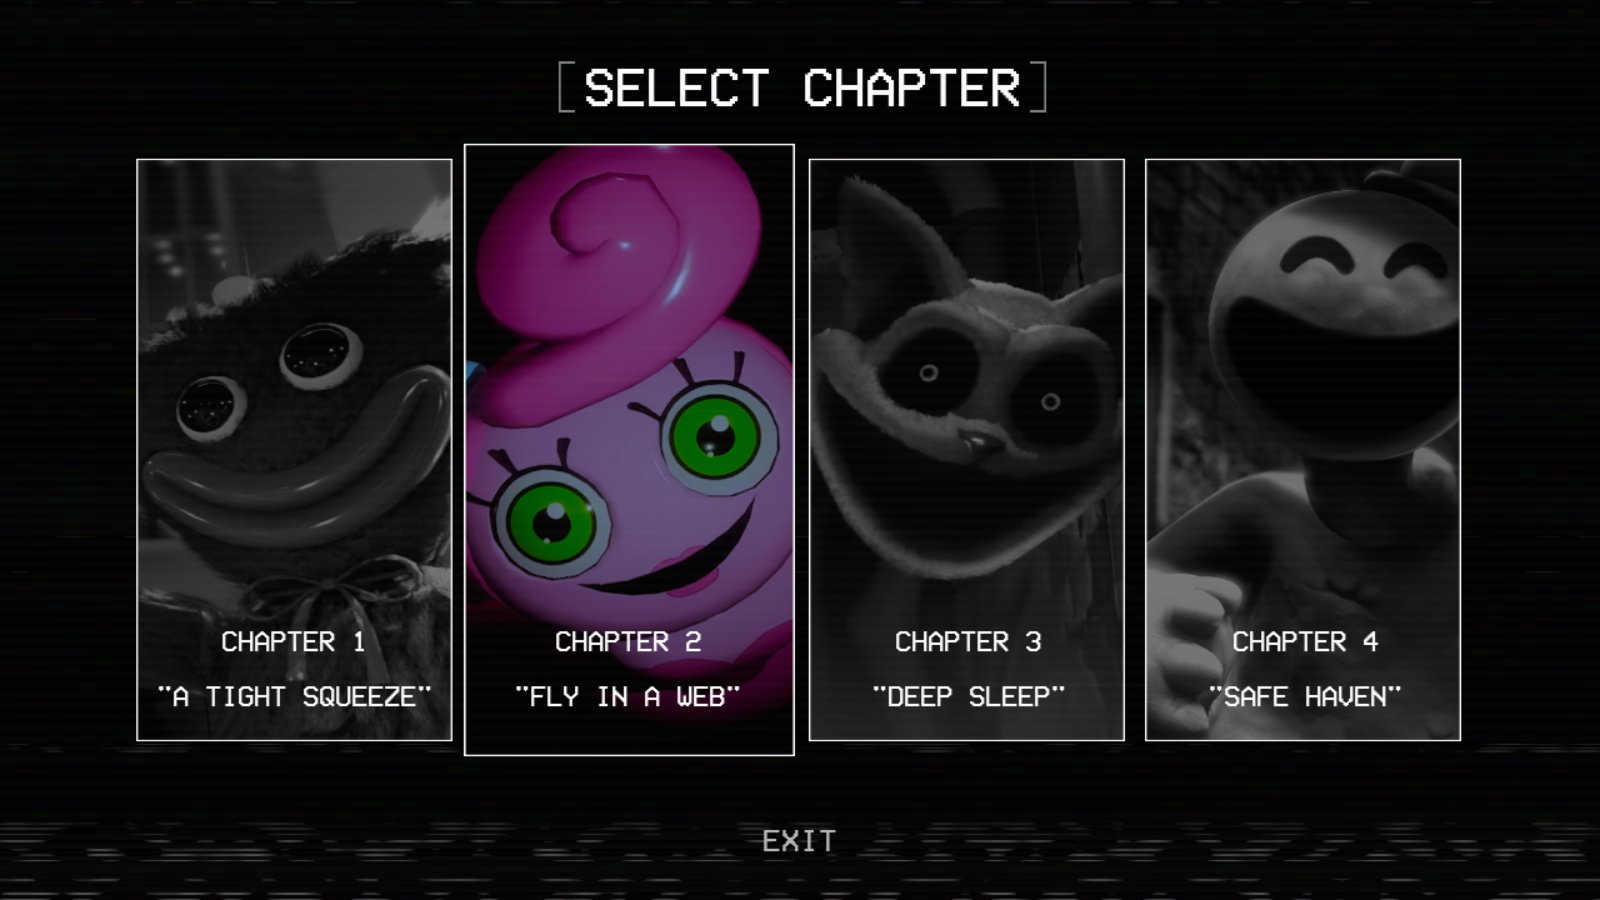 [SELECT CHAPTER]
CHAPTER 1
"A TIGHT SQUEEZE"
CHAPTER 2
"FLY IN A WEB"
CHAPTER 3
"DEEP SLEEP"
CHAPTER 4
"SAFE HAVEN"
EXIT